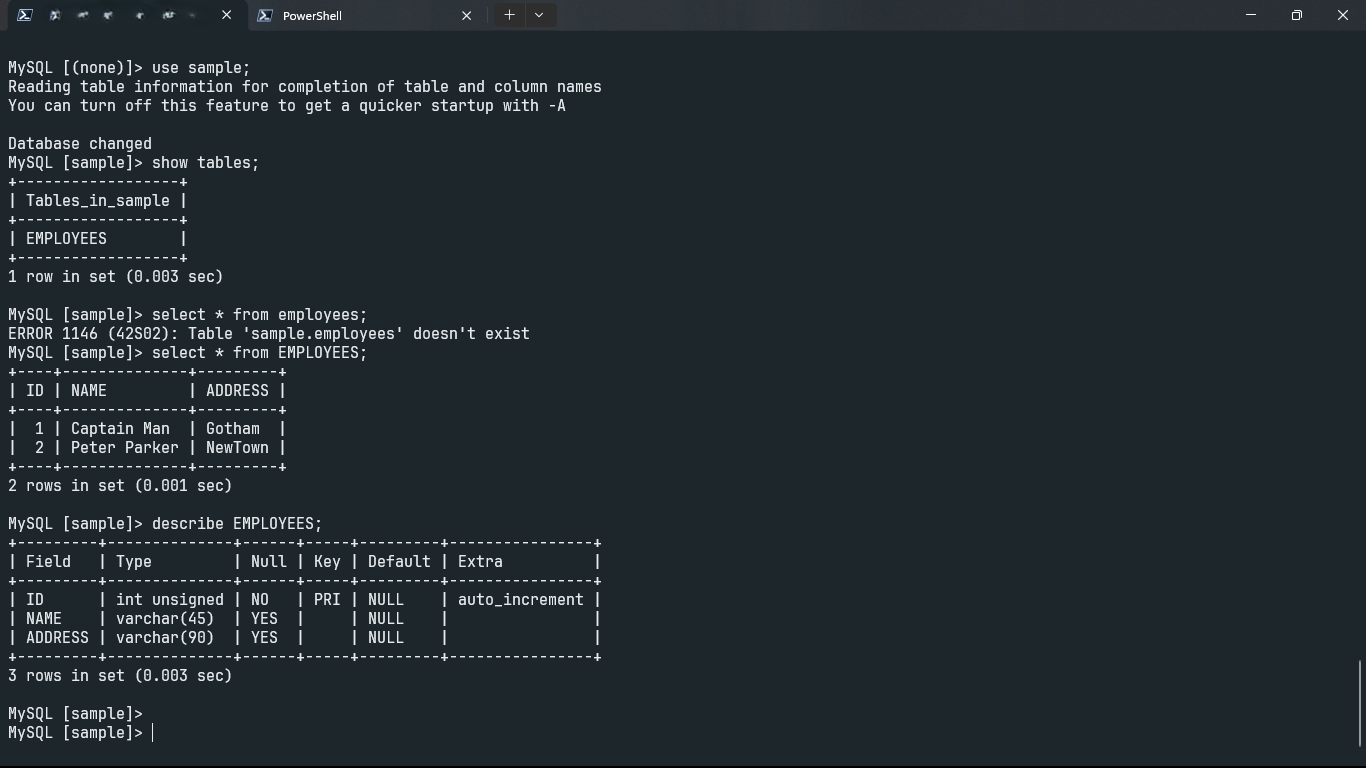 PowerShell
MySQL [(none)]> use sample;
Reading table information for completion of table and column names
You can turn off this feature to get a quicker startup with -A
Database changed
MySQL [sample]> show tables;
+------------------+
| Tables_in_sample |
+------------------+
| EMPLOYEES        |
+------------------+
1 row in set (0.003 sec)
MySQL [sample]> select * from employees;
ERROR 1146 (42S02): Table 'sample.employees' doesn't exist
MySQL [sample]> select * from EMPLOYEES;
+----+--------------+---------+
| ID | NAME         | ADDRESS |
+----+--------------+---------+
|  1 | Captain Man  | Gotham  |
|  2 | Peter Parker | NewTown |
+----+--------------+---------+
2 rows in set (0.001 sec)
MySQL [sample]> describe EMPLOYEES;
+---------+--------------+------+-----+---------+----------------+
| Field   | Type         | Null | Key | Default | Extra          |
+---------+--------------+------+-----+---------+----------------+
| ID      | int unsigned | NO   | PRI | NULL    | auto_increment |
| NAME    | varchar(45)  | YES  |     | NULL    |                |
| ADDRESS | varchar(90)  | YES  |     | NULL    |                |
+---------+--------------+------+-----+---------+----------------+
3 rows in set (0.003 sec)
MySQL [sample]>
MySQL [sample]>